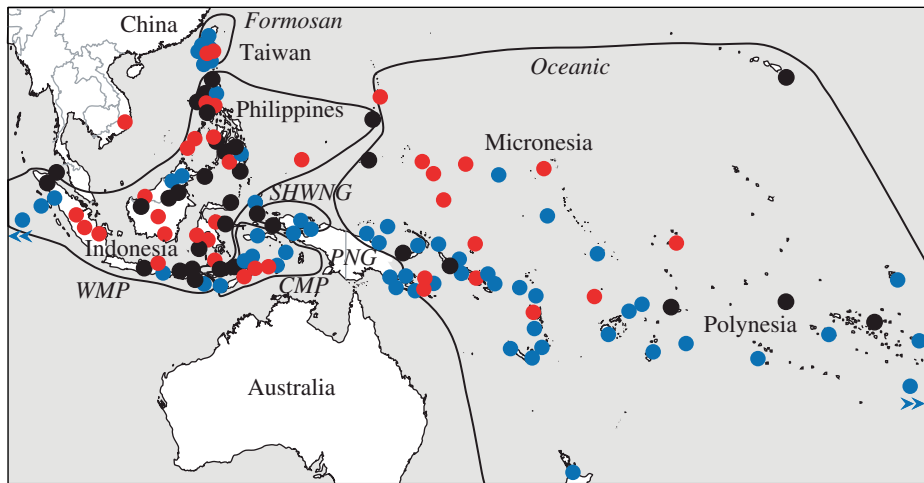 China
Formosan
Taiwan
Oceanic
Philippines
Micronesia
SHWNG
Indonesia
PNG
WMP
CMP
Polynesia
Australia